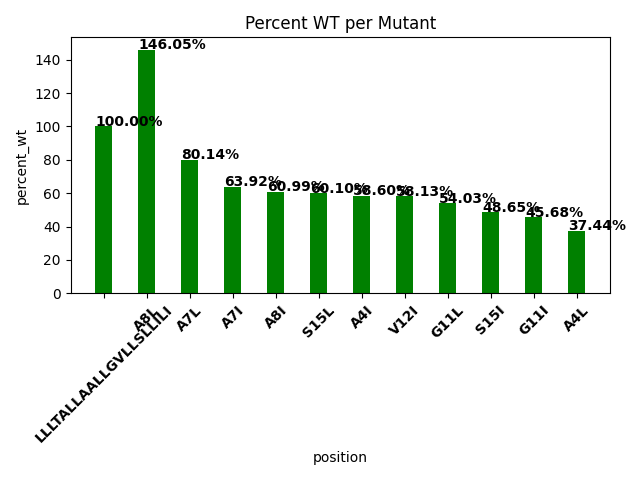 Percent WT per Mutant
percent_wt
140
120
100
80
60
40
20
0
100.00%
146.05%
80.14%
63.92%
60.99%
60.10%
58.60%
58.13%
54.03%
48.65%
45.68%
37.44%
LLLTALLAALLGVLLSLLILI
A8L
A7L
A7I
A8I
S15L
A4I
V12I
G11L
S15I
G11I
A4L
position